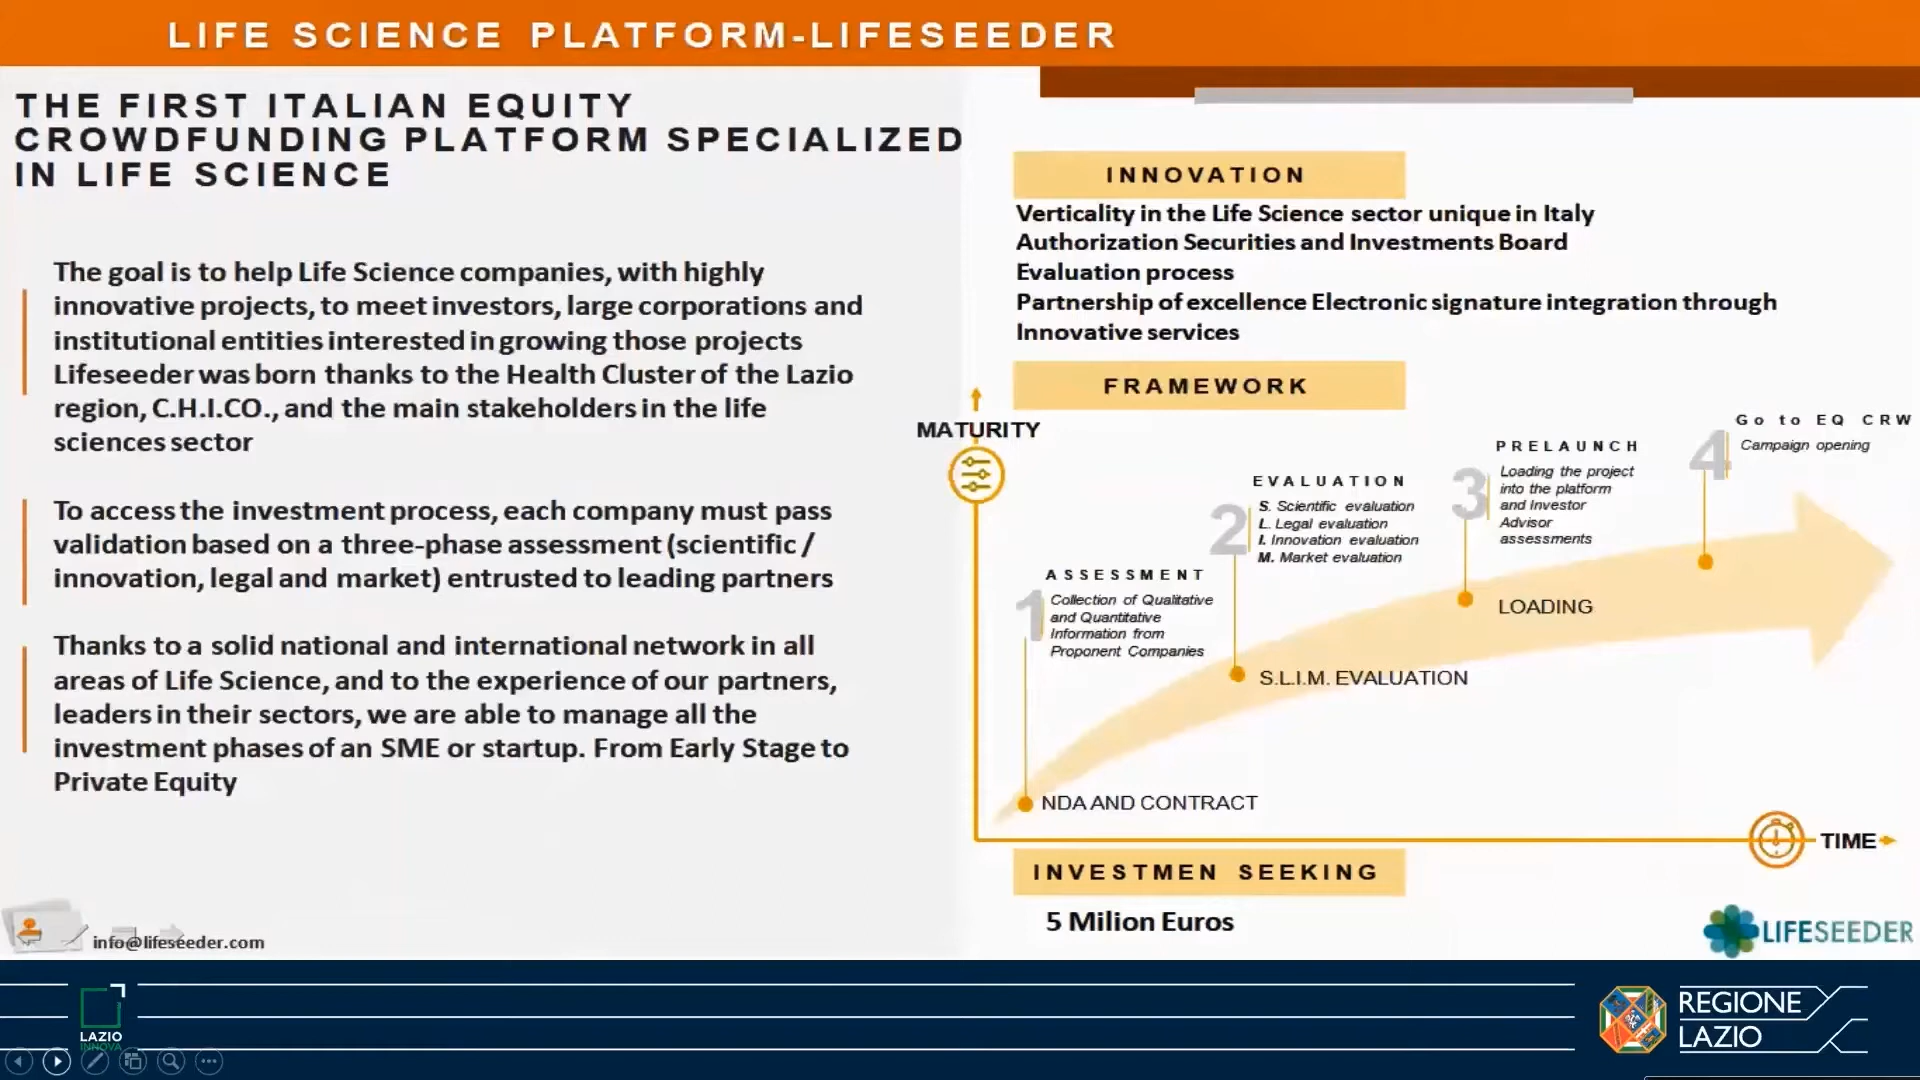 LIFE SCIENCE PLATFORM-LIFESEEDER
THE FIRST ITALIAN EQUITY
CROWDFUNDING PLATFORM SPECIALIZED
IN LIFE SCIENCE
The goal is to help Life Science companies, with highly
innovative projects, to meet investors, large corporations and
institutional entities interested in growing those projects
Lifeseeder was born thanks to the Health Cluster of the Lazio
region, C.H.I.CO., and the main stakeholders in the life
sciences sector
To access the investment process, each company must pass
validation based on a three-phase assessment (scientific /
innovation, legal and market) entrusted to leading partners
Thanks to a solid national and international network in all
areas of Life Science, and to the experience of our partners,
leaders in their sectors, we are able to manage all the
investment phases of an SME or startup. From Early Stage to
Private Equity
info@lifeseeder.com
INNOVATION
Verticality in the Life Science sector unique in Italy
Authorization Securities and Investments Board
Evaluation process
Partnership of excellence Electronic signature integration through
Innovative services
FRAMEWORK
MATURITY
1
ASSESSMENT
Collection of Qualitative
and Quantitative
Information from
Proponent Companies
NDA AND CONTRACT
2
EVALUATION
S. Scientific evaluation
L. Legal evaluation
I. Innovation evaluation
M. Market evaluation
S.L.I.M. EVALUATION
3
PRELAUNCH
Loading the project
into the platform
and Investor
Advisor
assessments
LOADING
4
Go to EQ CRW
Campaign opening
TIME
INVESTMEN SEEKING
5 Milion Euros
LIFESEEDER
LAZIO
INNOVA
REGIONE
LAZIO